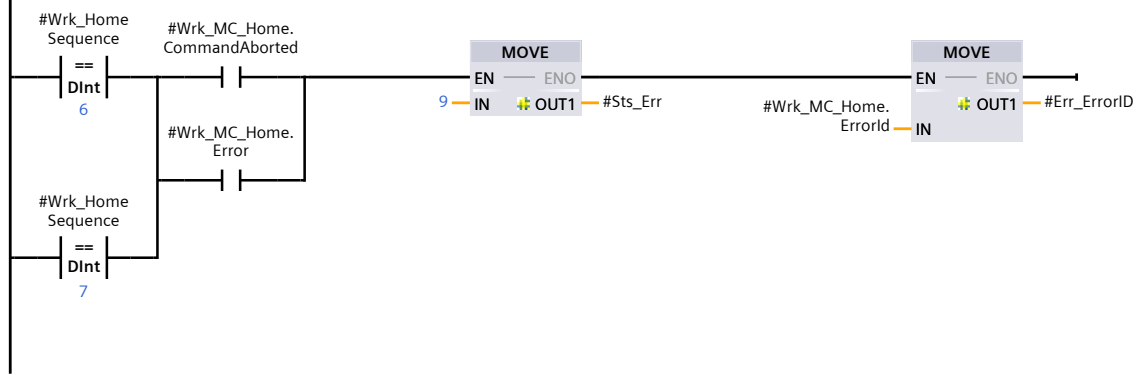 #Wrk_Home
Sequence
==
DInt
6
#Wrk_MC_Home.
CommandAborted
#Wrk_MC_Home.
Error
#Wrk_Home
Sequence
==
DInt
7
MOVE
EN ENO
9 IN OUT1 #Sts_Err
MOVE
EN ENO
#Wrk_MC_Home.
ErrorId IN
OUT1 #Err_ErrorID